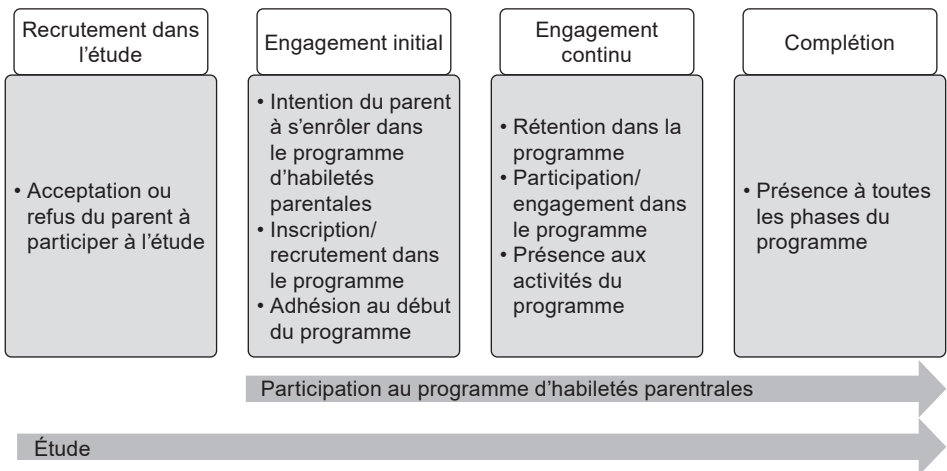 Recrutement dans
l'étude
• Acceptation ou
refus du parent à
participer à l'étude
Engagement initial
• Intention du parent
à s'enrôler dans
le programme
d'habiletés
parentales
• Inscription/
recrutement dans
le programme
• Adhésion au début
du programme
Engagement
continu
• Rétention dans la
programme
• Participation/
engagement dans
le programme
• Présence aux
activités du
programme
Complétion
• Présence à toutes
les phases du
programme
Participation au programme d'habiletés parentrales
Étude